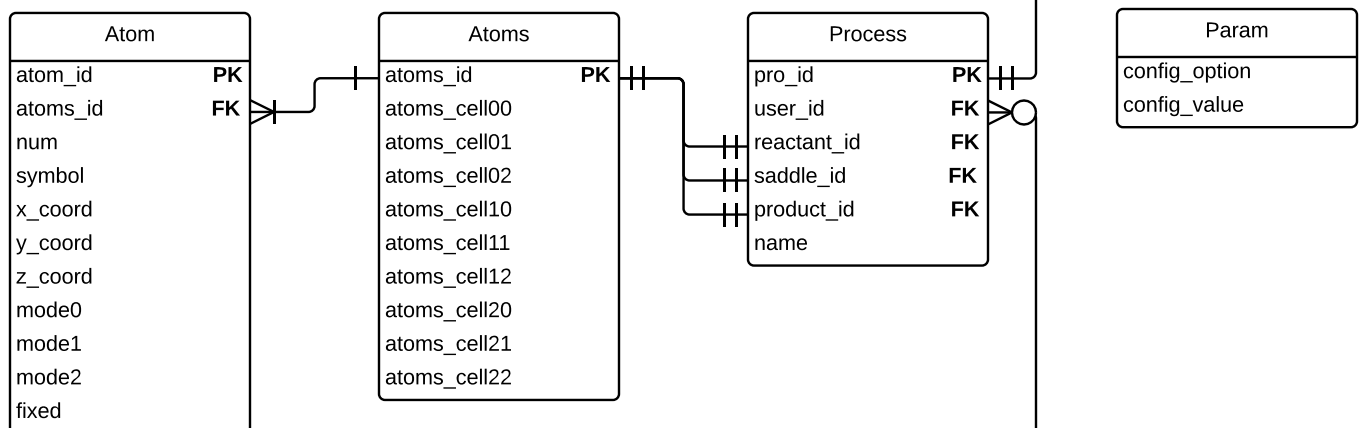 Atom
atom_id PK
atoms_id FK
num
symbol
x_coord
y_coord
z_coord
mode0
mode1
mode2
fixed
Atoms
atoms_id PK
atoms_cell00
atoms_cell01
atoms_cell02
atoms_cell10
atoms_cell11
atoms_cell12
atoms_cell20
atoms_cell21
atoms_cell22
Process
pro_id PK
user_id FK
reactant_id FK
saddle_id FK
product_id FK
name
Param
config_option
config_value